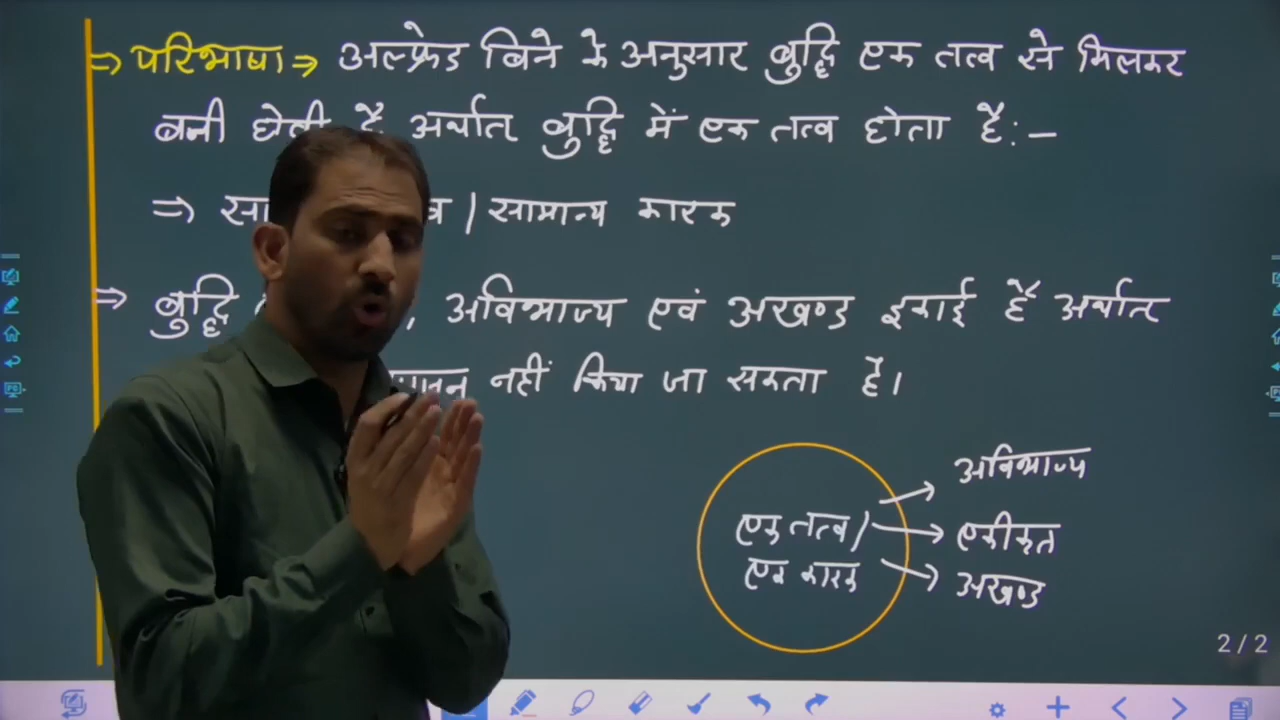 ⇒ परिभाषा ⇒ अल्फ्रेड बिने के अनुसार बुद्धि एक तत्व से मिलकर
बनी होती है अर्थात बुद्धि में एक तत्व होता है:-
⇒ / सामान्य कारक
⇒ बुद्धि , अविभाज्य एवं अखण्ड इकाई है अर्थात
नहीं किया जा सकता है।
एक तत्व /
एक कारक
अविभाज्य
एकीकृत
अखण्ड
2 / 2